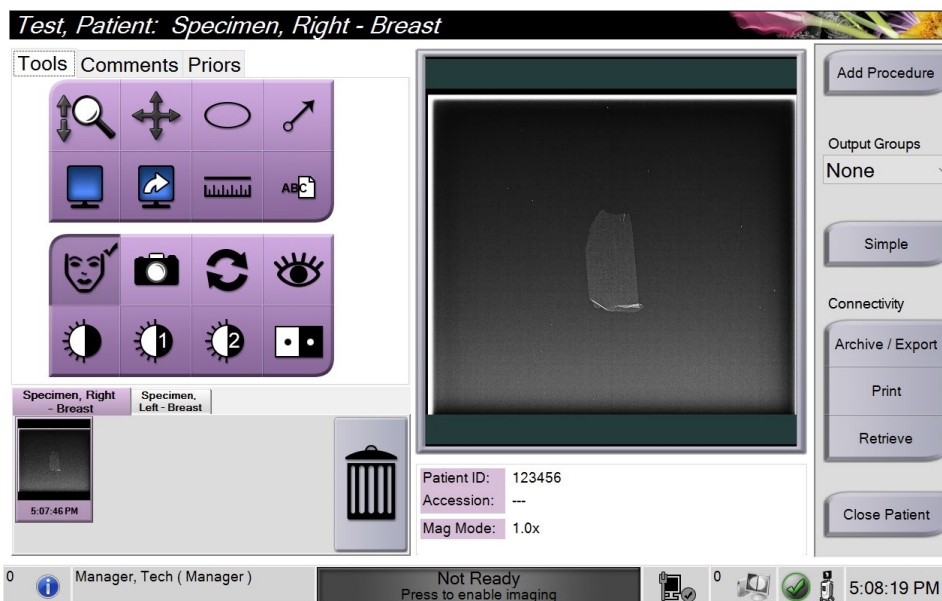 Test, Patient: Specimen, Right - Breast
Tools Comments Priors
ABC
1 2
Specimen, Right
- Breast
Specimen,
Left - Breast
5:07:46 PM
Patient ID: 123456
Accession: ---
Mag Mode: 1.0x
Add Procedure
Output Groups
None
Simple
Connectivity
Archive / Export
Print
Retrieve
Close Patient
0
Manager, Tech ( Manager )
Not Ready
Press to enable imaging
0
5:08:19 PM